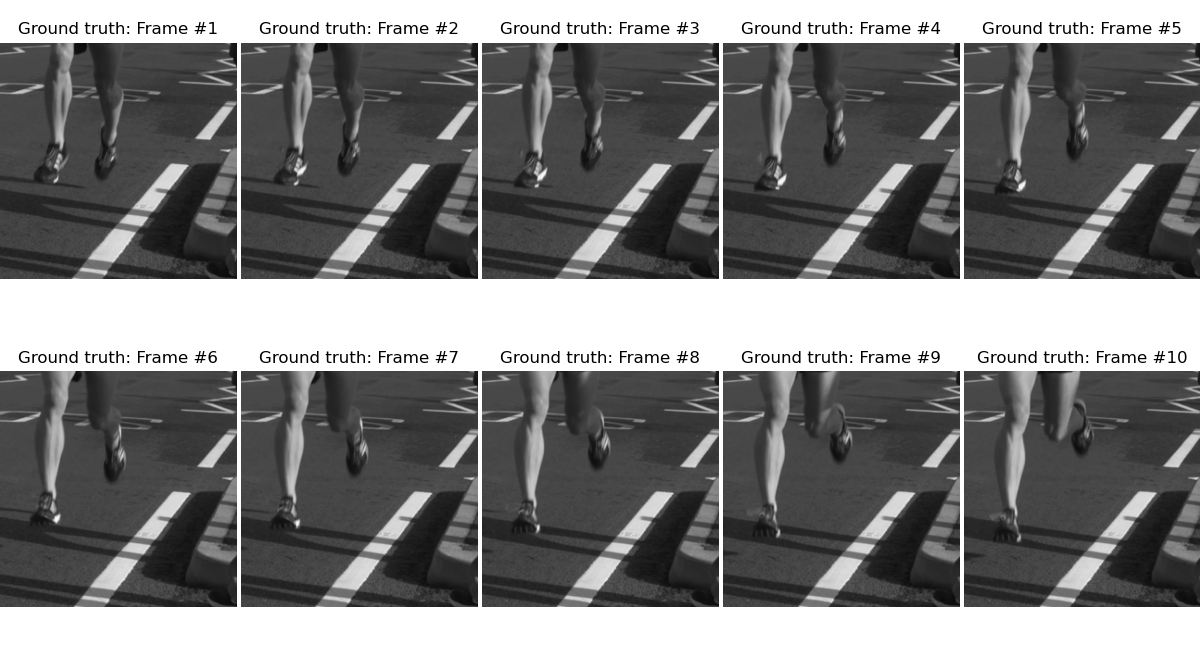 Ground truth: Frame #1
Ground truth: Frame #2
Ground truth: Frame #3
Ground truth: Frame #4
Ground truth: Frame #5
Ground truth: Frame #6
Ground truth: Frame #7
Ground truth: Frame #8
Ground truth: Frame #9
Ground truth: Frame #10